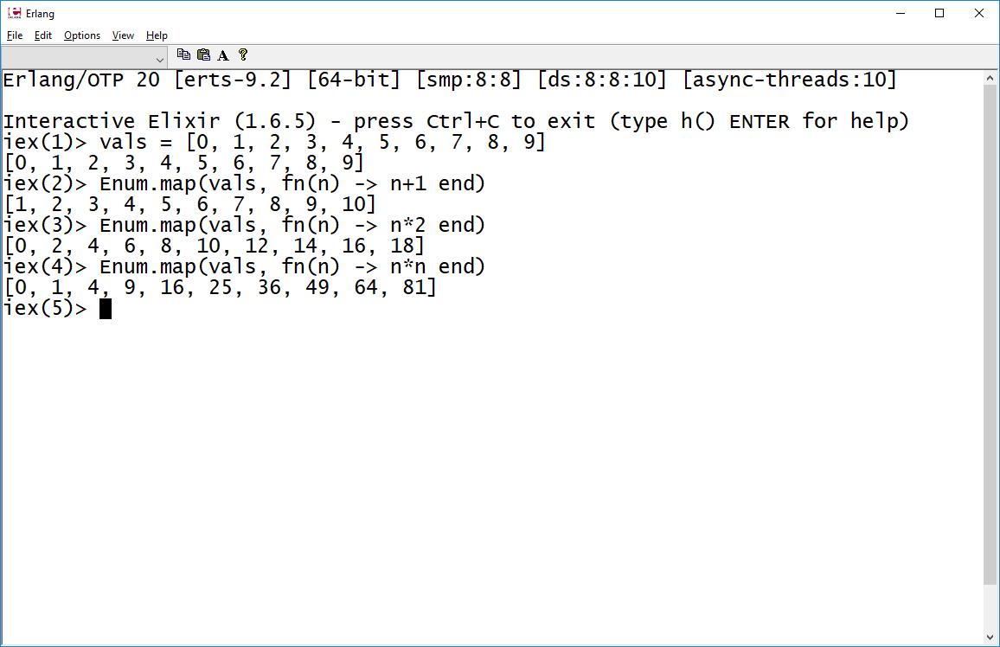 Erlang
File Edit Options View Help
Erlang/OTP 20 [erts-9.2] [64-bit] [smp:8:8] [ds:8:8:10] [async-threads:10]
Interactive Elixir (1.6.5) - press Ctrl+C to exit (type h() ENTER for help)
iex(1)> vals = [0, 1, 2, 3, 4, 5, 6, 7, 8, 9]
[0, 1, 2, 3, 4, 5, 6, 7, 8, 9]
iex(2)> Enum.map(vals, fn(n) -> n+1 end)
[1, 2, 3, 4, 5, 6, 7, 8, 9, 10]
iex(3)> Enum.map(vals, fn(n) -> n*2 end)
[0, 2, 4, 6, 8, 10, 12, 14, 16, 18]
iex(4)> Enum.map(vals, fn(n) -> n*n end)
[0, 1, 4, 9, 16, 25, 36, 49, 64, 81]
iex(5)>